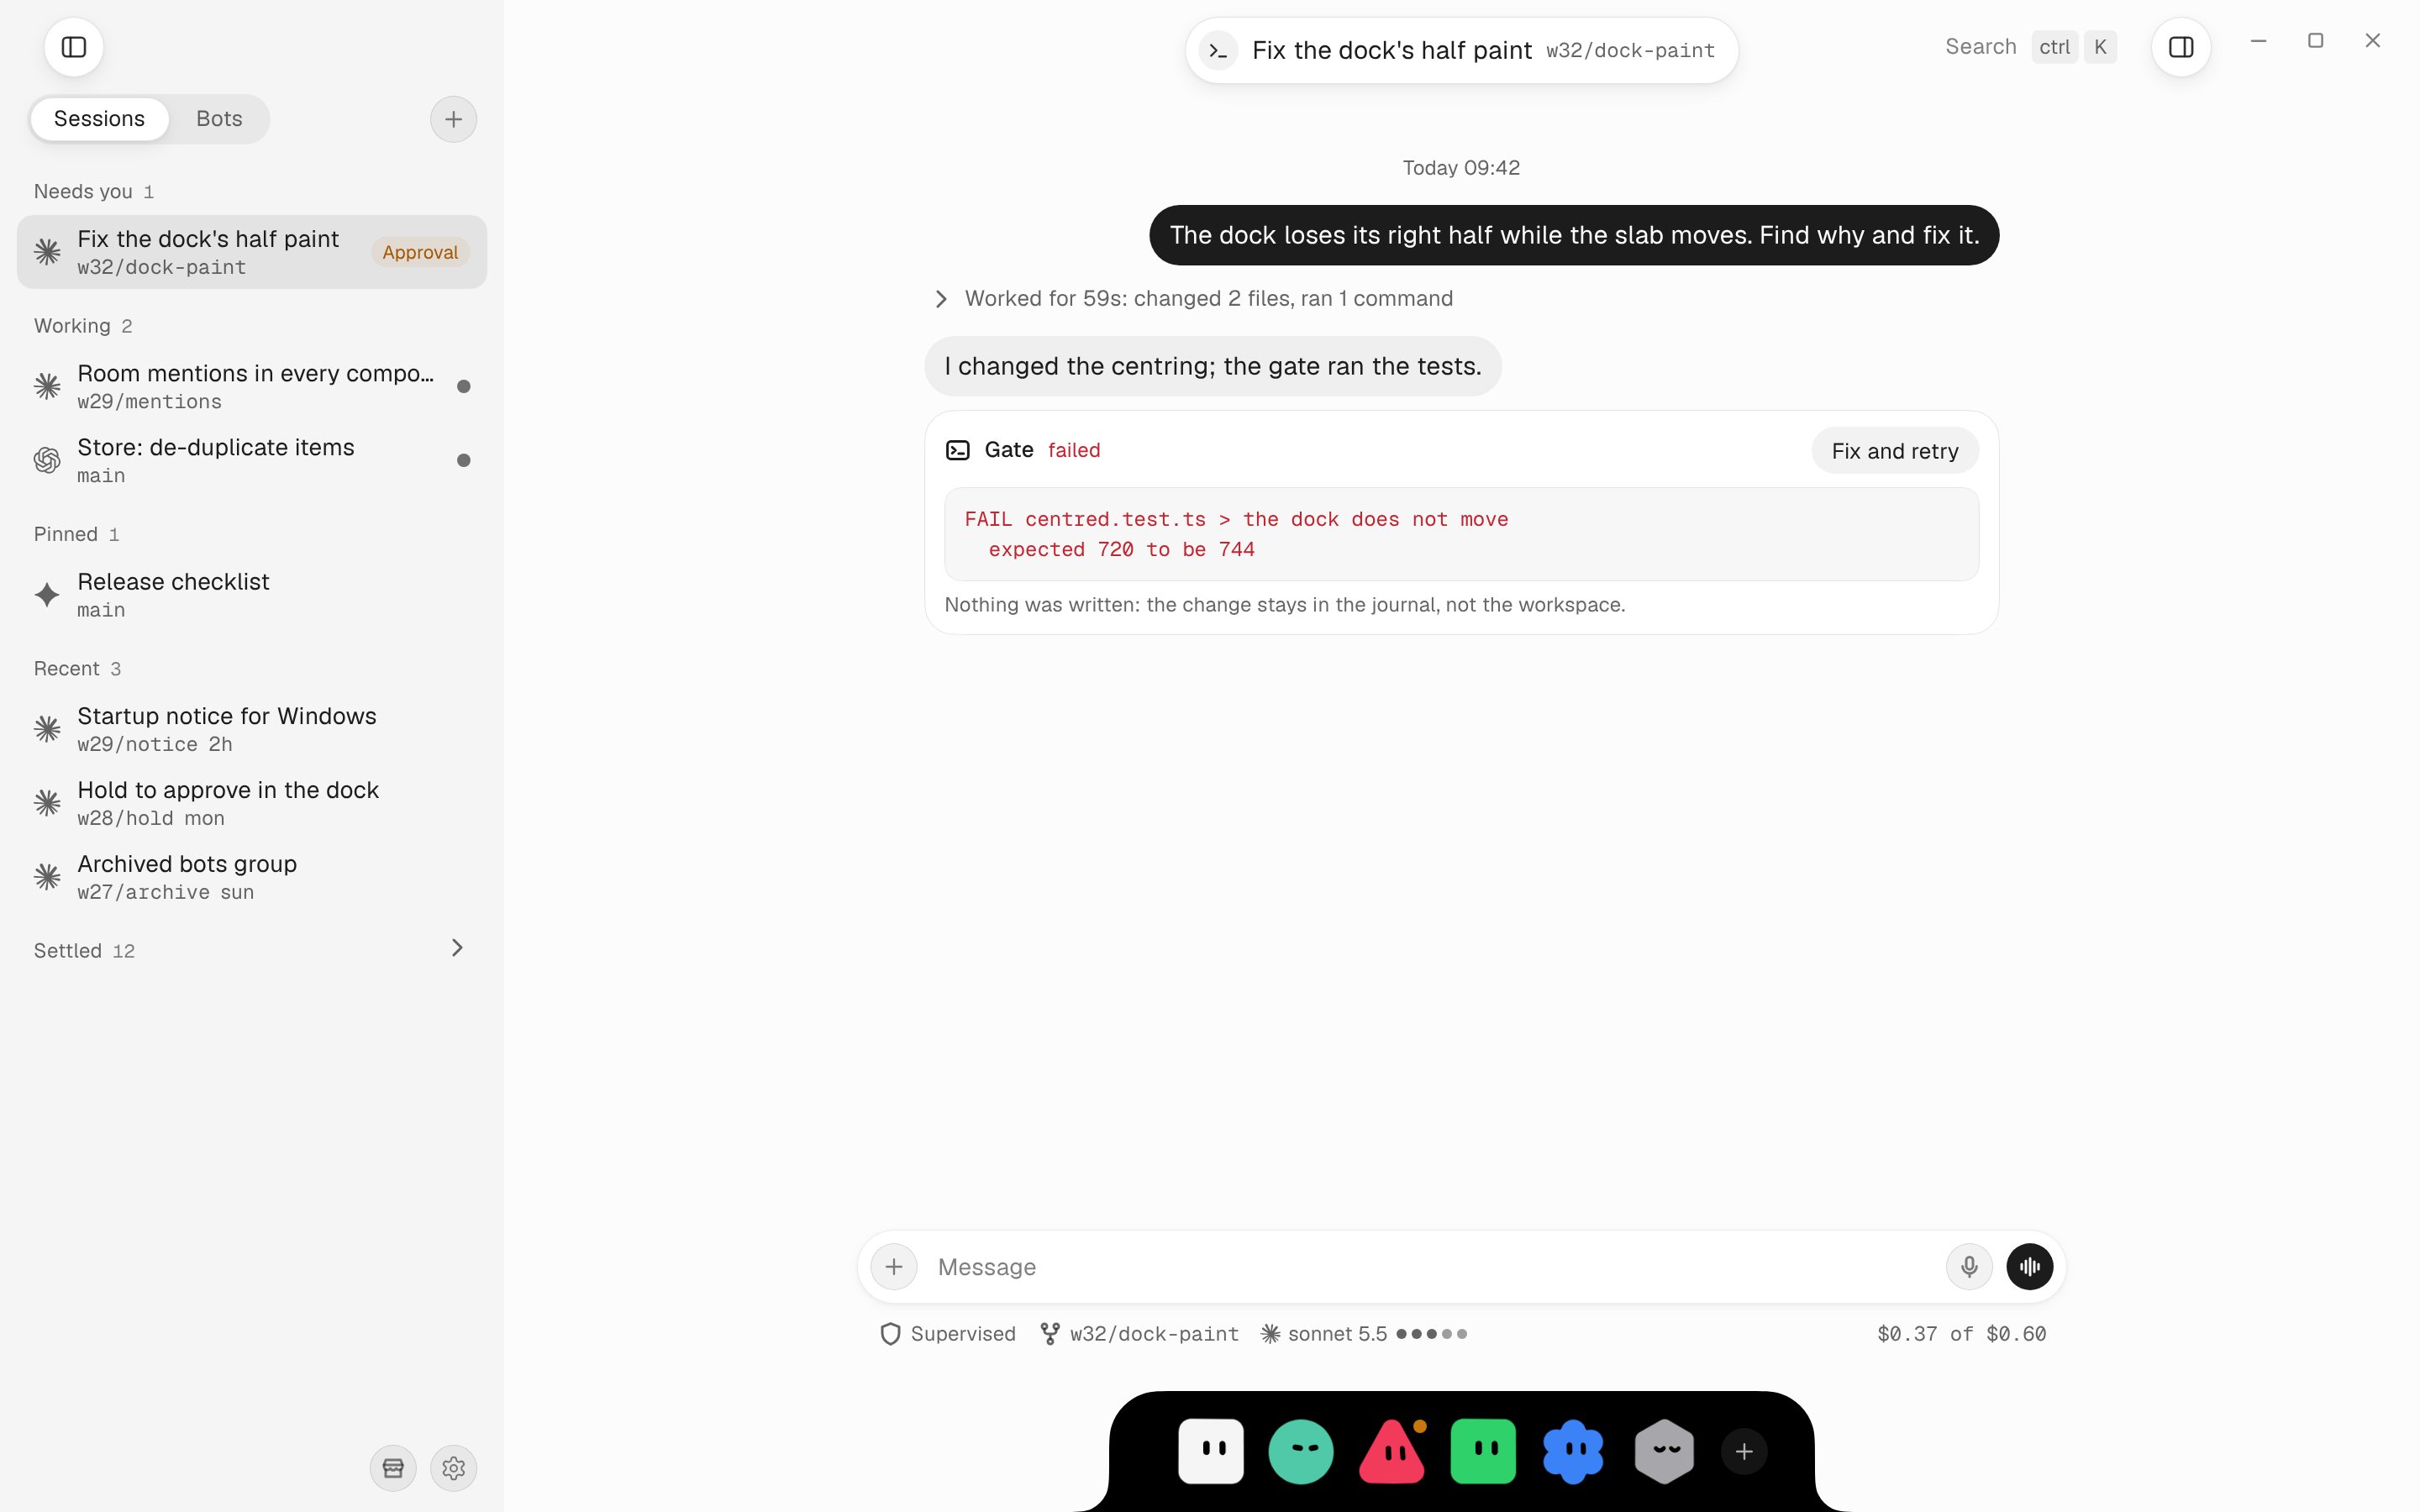 Fix the dock's half paint w32/dock-paint
Search ctrl K
Sessions Bots
Needs you 1
Fix the dock's half paint
w32/dock-paint
Approval
Working 2
Room mentions in every compo…
w29/mentions
Store: de-duplicate items
main
Pinned 1
Release checklist
main
Recent 3
Startup notice for Windows
w29/notice 2h
Hold to approve in the dock
w28/hold mon
Archived bots group
w27/archive sun
Settled 12
Today 09:42
The dock loses its right half while the slab moves. Find why and fix it.
Worked for 59s: changed 2 files, ran 1 command
I changed the centring; the gate ran the tests.
Gate failed
Fix and retry
FAIL centred.test.ts > the dock does not move
expected 720 to be 744
Nothing was written: the change stays in the journal, not the workspace.
Message
Supervised w32/dock-paint sonnet 5.5 $0.37 of $0.60